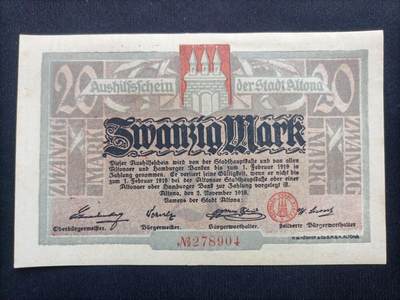 20 Aushilfsschein der Stadt Altona 20
Zwanzig Mark
Dieser Aushilfsschein wird von der Stadthauptkasse und von allen
Altonaer und Hamburger Banken bis zum 1. Februar 1919 in
Zahlung genommen. Er verliert seine Gültigkeit, wenn er nicht bis
zum 1. Februar 1919 bei der Altonaer Stadthauptkasse oder einer
Altonaer oder Hamburger Bank zur Zahlung vorgelegt ist.
Altona, den 2. November 1918.
Namens der Stadt Altona:
Oberbürgermeister. Bürgermeister. Bürgerworthalter. Bürgerworthalter.
№ 278904
ZWANZIG MARK
ZWANZIG MARK